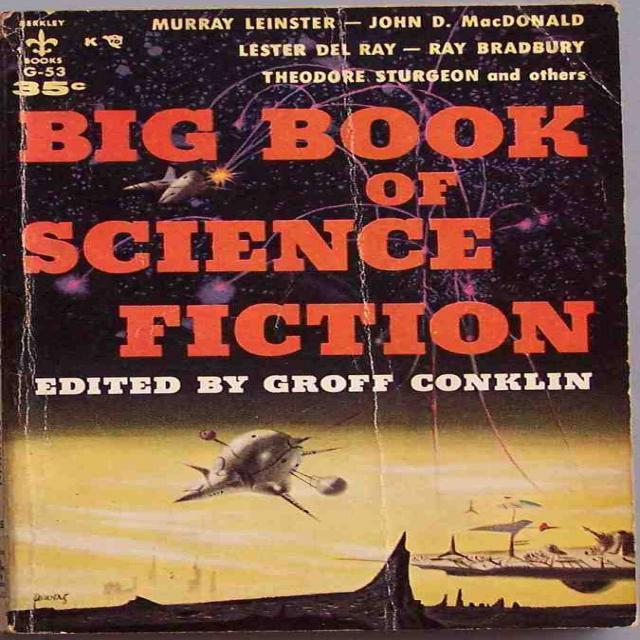 BERKLEY
BOOKS
G-53
35c
K
MURRAY LEINSTER — JOHN D. MacDONALD
LESTER DEL RAY — RAY BRADBURY
THEODORE STURGEON and others
BIG BOOK
OF
SCIENCE
FICTION
EDITED BY GROFF CONKLIN